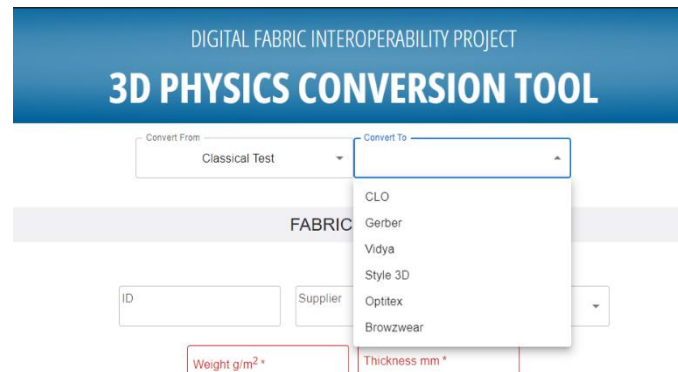 DIGITAL FABRIC INTEROPERABILITY PROJECT
3D PHYSICS CONVERSION TOOL
Convert From
Classical Test
Convert To
CLO
Gerber
Vidya
Style 3D
Optitex
Browzwear
FABRIC
ID
Supplier
Weight g/m² *
Thickness mm *